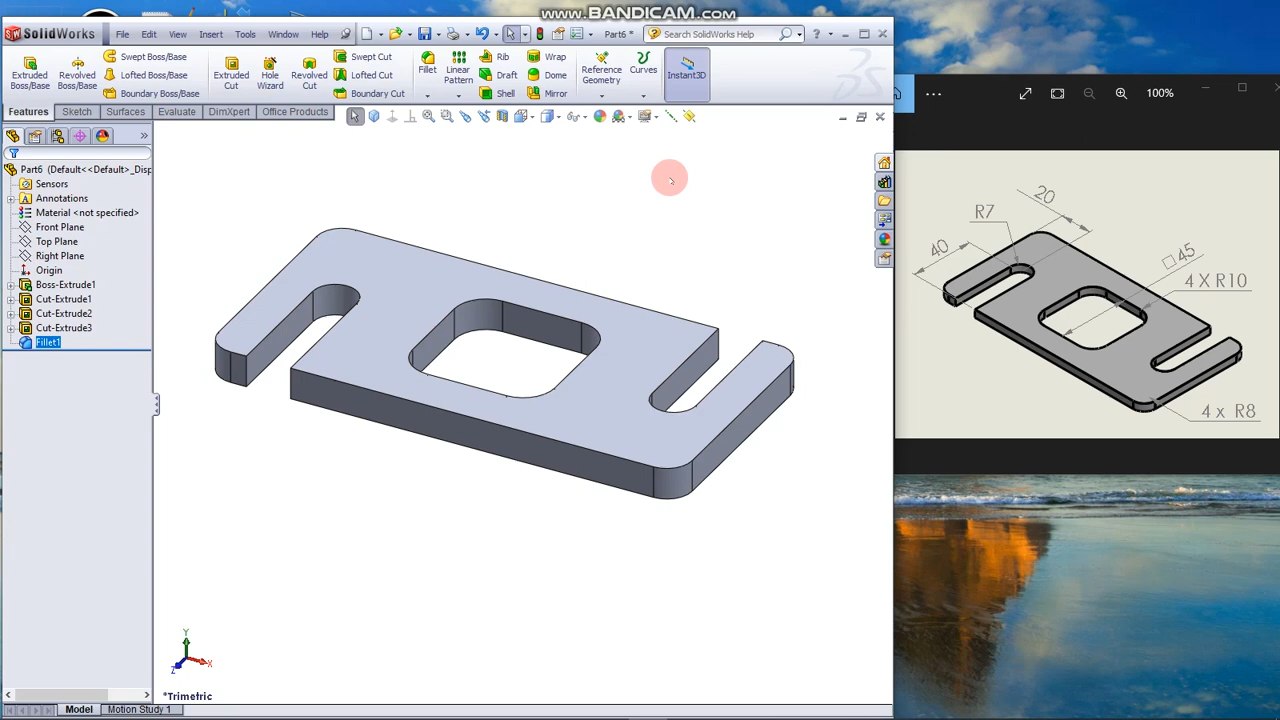 www.BANDICAM.com
SolidWorks File Edit View Insert Tools Window Help Part6 * Search SolidWorks Help
Extruded Boss/Base
Revolved Boss/Base
Swept Boss/Base
Lofted Boss/Base
Boundary Boss/Base
Extruded Cut
Hole Wizard
Revolved Cut
Swept Cut
Lofted Cut
Boundary Cut
Fillet
Linear Pattern
Rib
Draft
Shell
Wrap
Dome
Mirror
Reference Geometry
Curves
Instant3D
Features Sketch Surfaces Evaluate DimXpert Office Products
100%
Part6 (Default<<Default>_Disp
Sensors
Annotations
Material <not specified>
Front Plane
Top Plane
Right Plane
Origin
Boss-Extrude1
Cut-Extrude1
Cut-Extrude2
Cut-Extrude3
Fillet1
20
R7
40
□45
4 X R10
4 x R8
Y
X
Z
*Trimetric
Model Motion Study 1